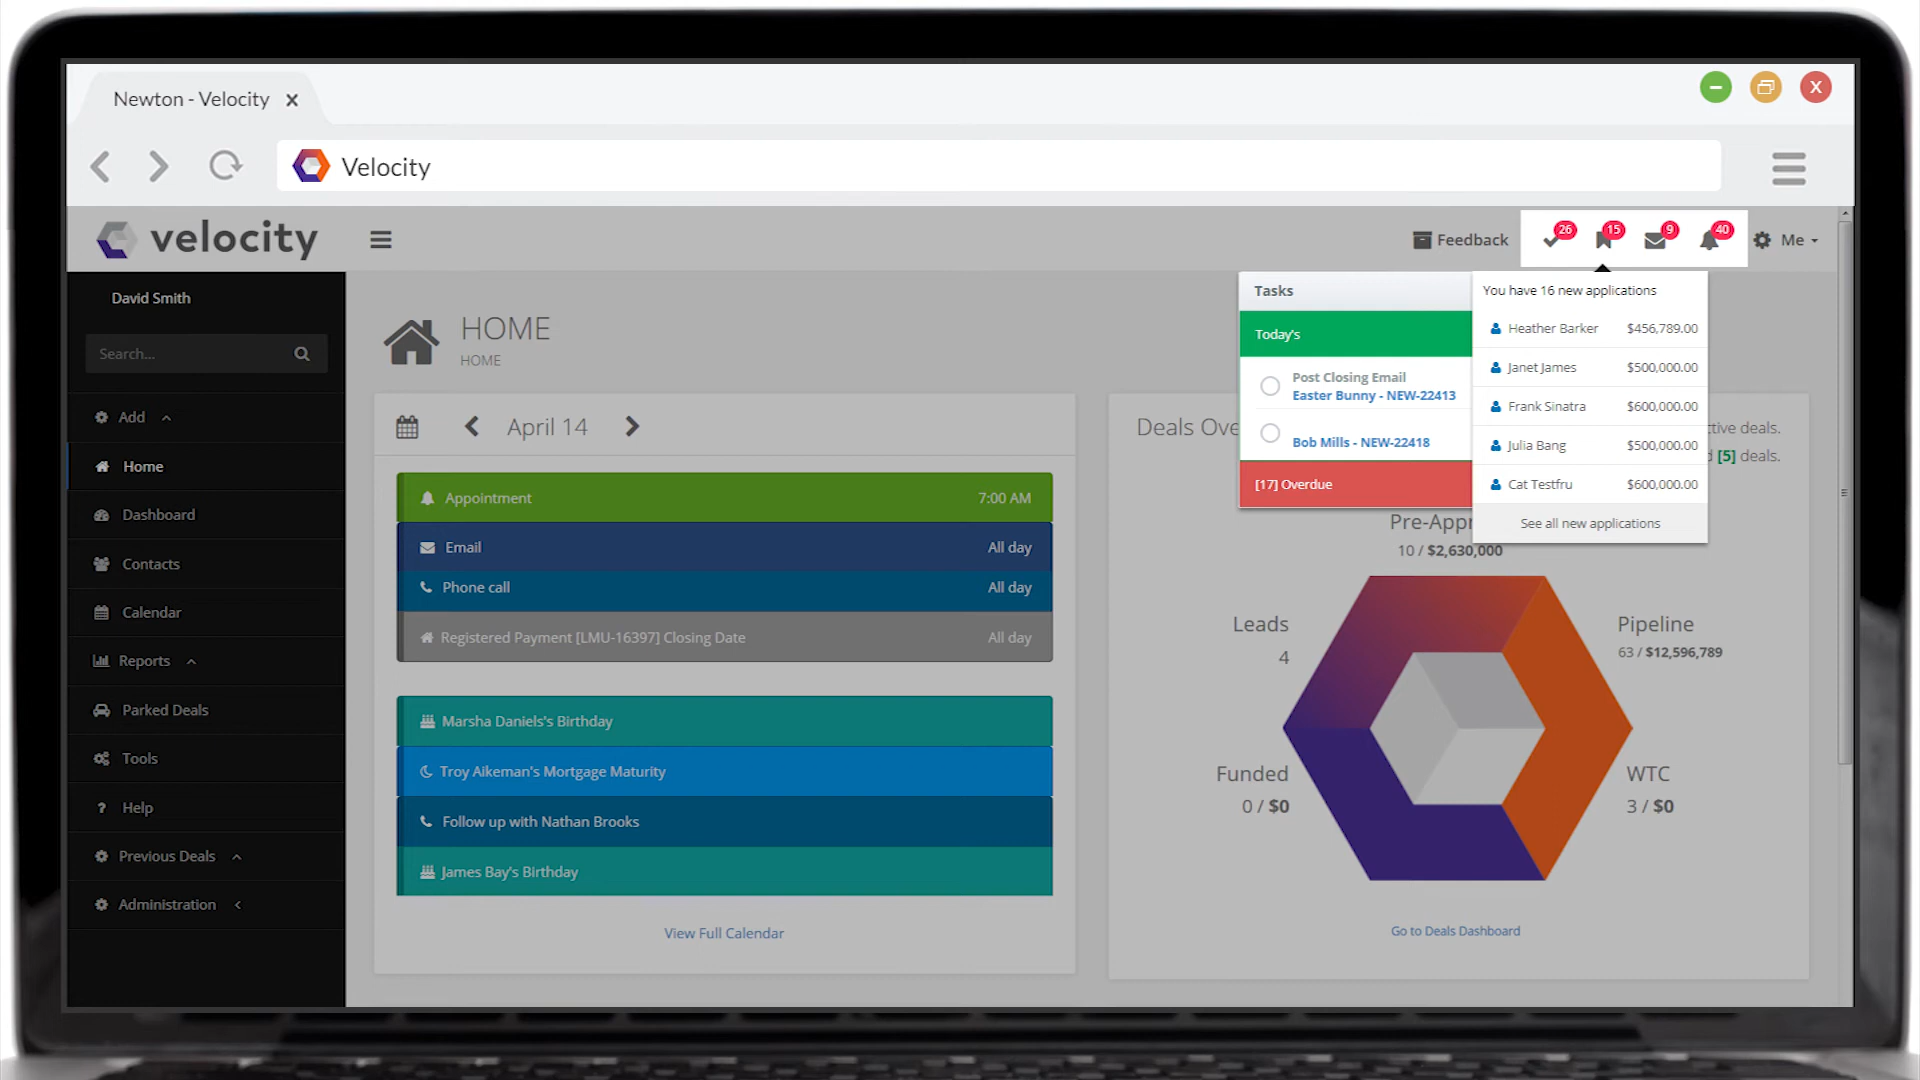 Newton - Velocity
Velocity
velocity
Feedback
26
15
9
40
Me
David Smith
Search...
Add
Home
Dashboard
Contacts
Calendar
Reports
Parked Deals
Tools
Help
Previous Deals
Administration
HOME
HOME
April 14
Appointment 7:00 AM
Email All day
Phone call All day
Registered Payment [LMU-16397] Closing Date All day
Marsha Daniels's Birthday
Troy Aikeman's Mortgage Maturity
Follow up with Nathan Brooks
James Bay's Birthday
View Full Calendar
Tasks
Today's
Post Closing Email
Easter Bunny - NEW-22413
Bob Mills - NEW-22418
[17] Overdue
You have 16 new applications
Heather Barker $456,789.00
Janet James $500,000.00
Frank Sinatra $600,000.00
Julia Bang $500,000.00
Cat Testfru $600,000.00
See all new applications
Deals Ove
ctive deals.
[5] deals.
Pre-Appr
10 / $2,630,000
Leads
4
Pipeline
63 / $12,596,789
Funded
0 / $0
WTC
3 / $0
Go to Deals Dashboard